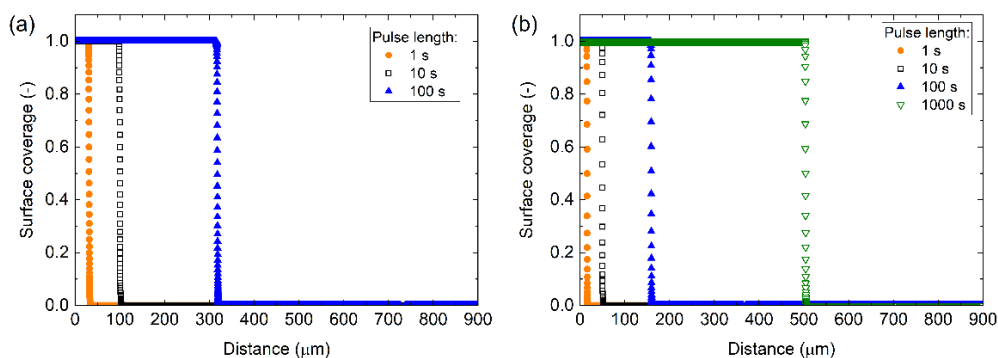 (a)
Surface coverage (-)
1.0
0.8
0.6
0.4
0.2
0.0
Pulse length:
1 s
10 s
100 s
0 100 200 300 400 500 600 700 800 900
Distance (μm)
(b)
Surface coverage (-)
1.0
0.8
0.6
0.4
0.2
0.0
Pulse length:
1 s
10 s
100 s
1000 s
0 100 200 300 400 500 600 700 800 900
Distance (μm)